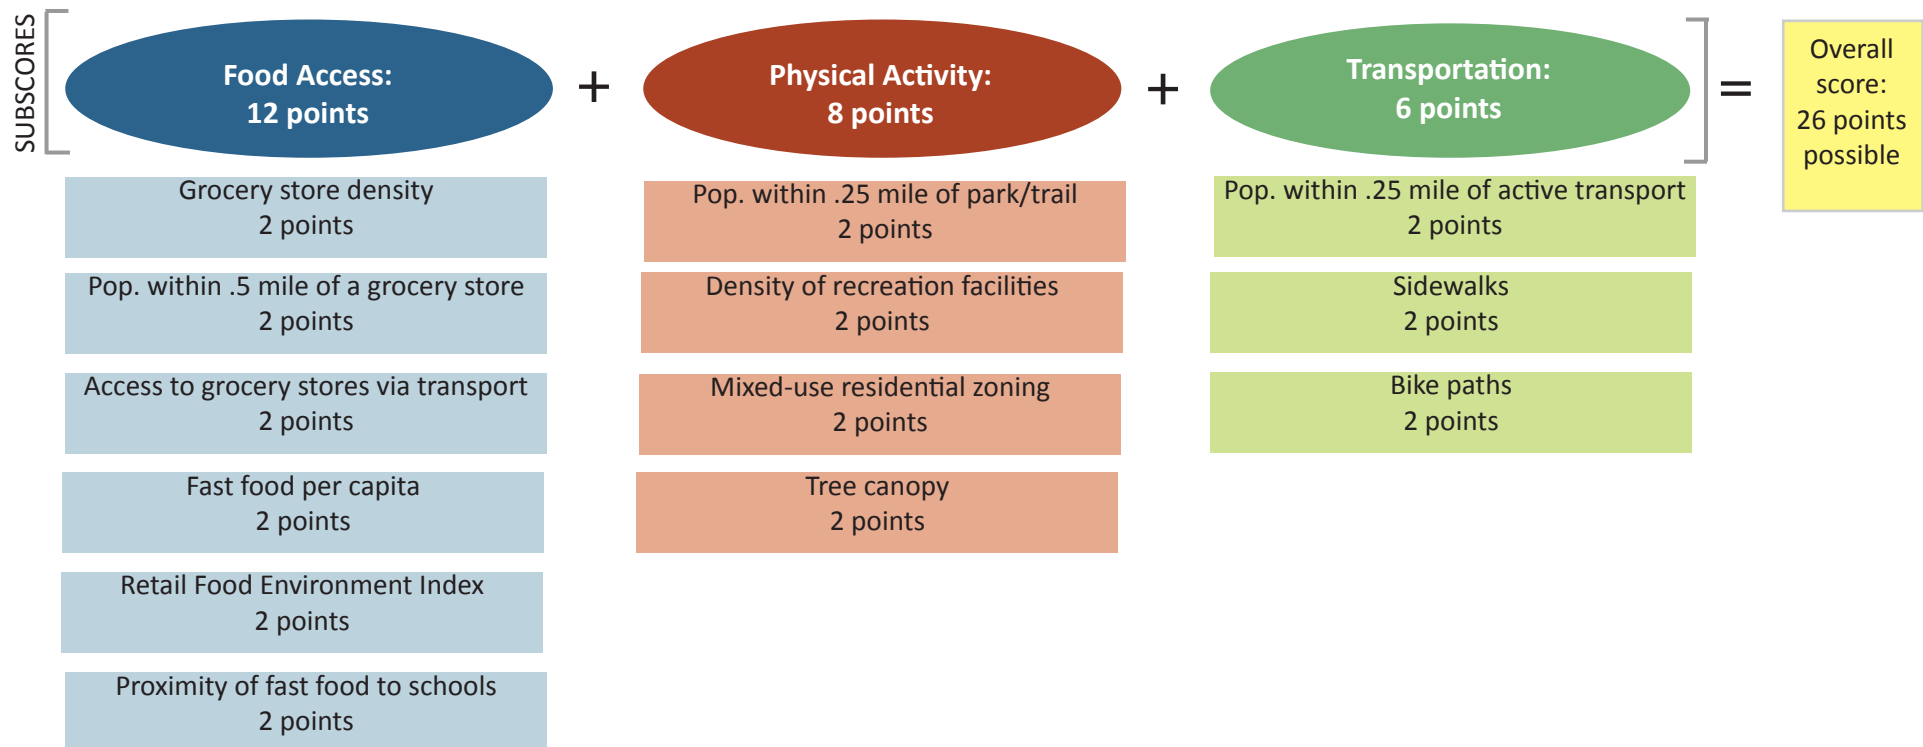 SUBSCORES
Food Access:
12 points
+
Physical Activity:
8 points
+
Transportation:
6 points
=
Overall
score:
26 points
possible
Grocery store density
2 points
Pop. within .5 mile of a grocery store
2 points
Access to grocery stores via transport
2 points
Fast food per capita
2 points
Retail Food Environment Index
2 points
Proximity of fast food to schools
2 points
Pop. within .25 mile of park/trail
2 points
Density of recreation facilities
2 points
Mixed-use residential zoning
2 points
Tree canopy
2 points
Pop. within .25 mile of active transport
2 points
Sidewalks
2 points
Bike paths
2 points